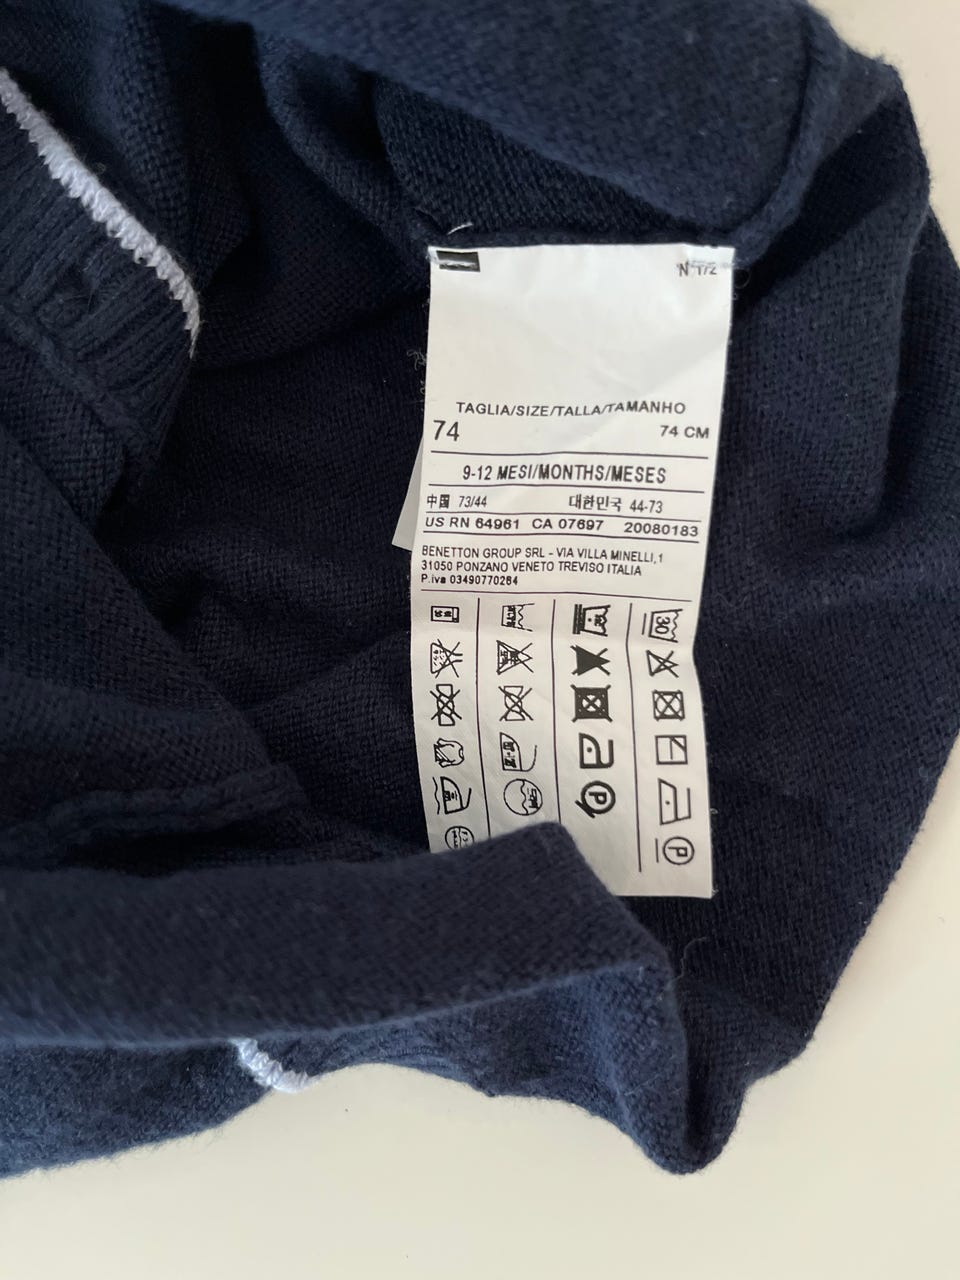 N°1/2
TAGLIA/SIZE/TALLA/TAMANHO
74 74 CM
9-12 MESI/MONTHS/MESES
中国 73/44 대한민국 44-73
US RN 64961 CA 07697 20080183
BENETTON GROUP SRL - VIA VILLA MINELLI,1
31050 PONZANO VENETO TREVISO ITALIA
P.iva 03490770264
30
P
P